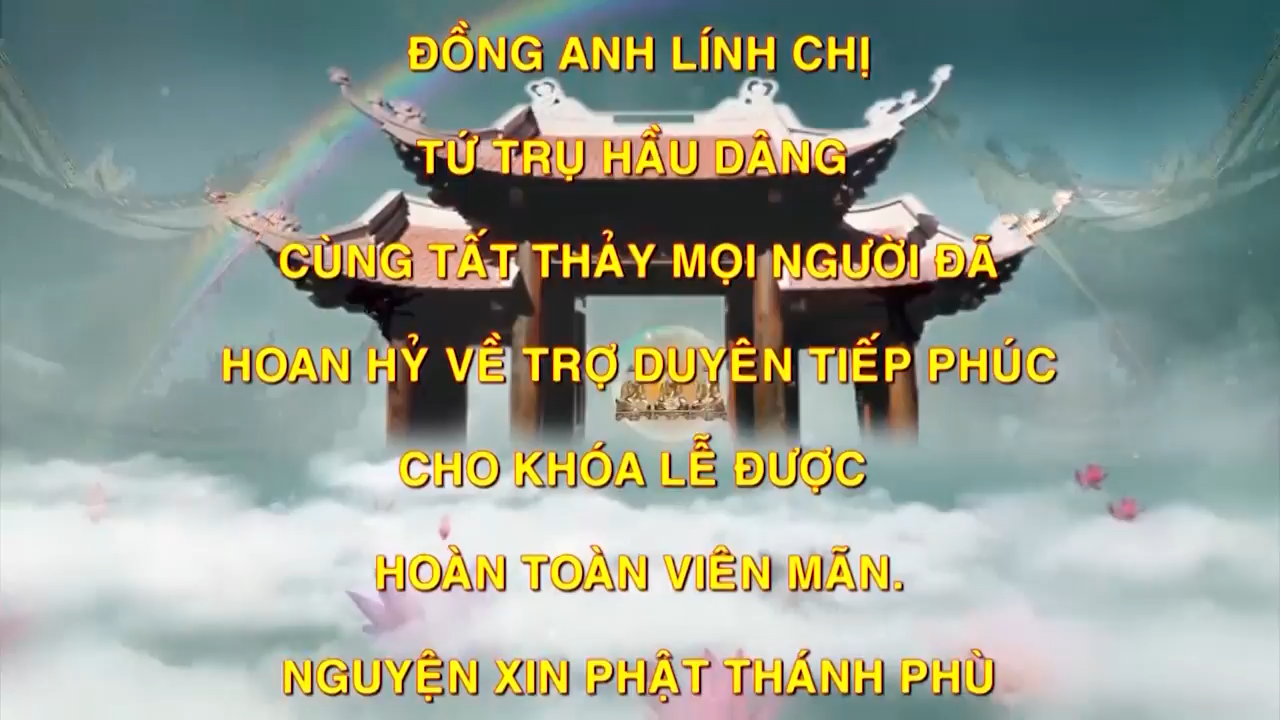 ĐỒNG ANH LÍNH CHỊ
TỨ TRỤ HẦU DÂNG
CÙNG TẤT THẢY MỌI NGƯỜI ĐÃ
HOAN HỶ VỀ TRỢ DUYÊN TIẾP PHÚC
CHO KHÓA LỄ ĐƯỢC
HOÀN TOÀN VIÊN MÃN.
NGUYỆN XIN PHẬT THÁNH PHÙ